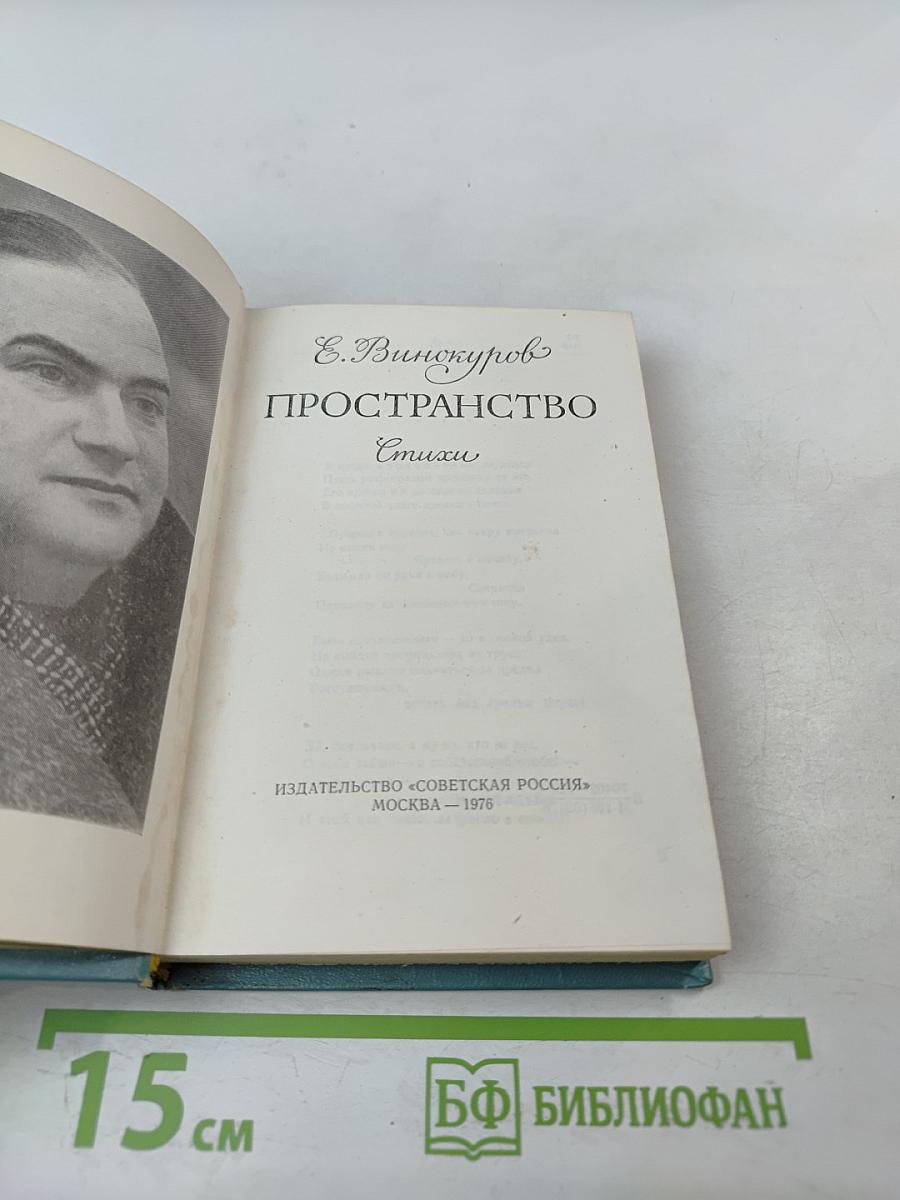 Е. Винокуров
ПРОСТРАНСТВО
Стихи
ИЗДАТЕЛЬСТВО «СОВЕТСКАЯ РОССИЯ»
МОСКВА — 1976
15 см
БФ БИБЛИОФАН